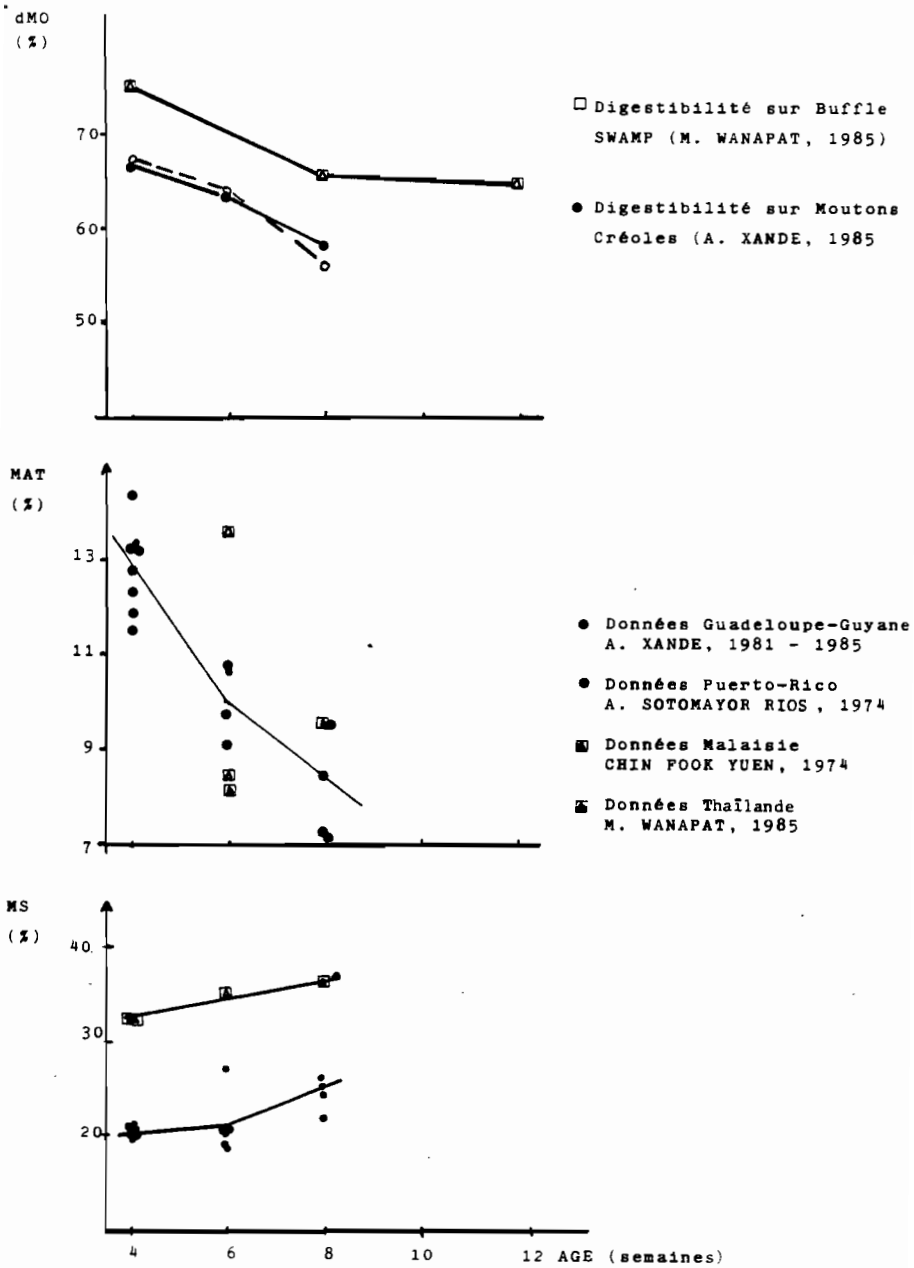 dMO
(%)
70
60
50
□ Digestibilité sur Buffle
SWAMP (M. WANAPAT, 1985)
● Digestibilité sur Moutons
Créoles (A. XANDE, 1985
MAT
(%)
13
11
9
7
● Données Guadeloupe-Guyane
A. XANDE, 1981 - 1985
● Données Puerto-Rico
A. SOTOMAYOR RIOS, 1974
Données Malaisie
CHIN FOOK YUEN, 1974
Données Thaîlande
M. WANAPAT, 1985
MS
(%)
40
30
20
4 6 8 10 12 AGE (semaines)